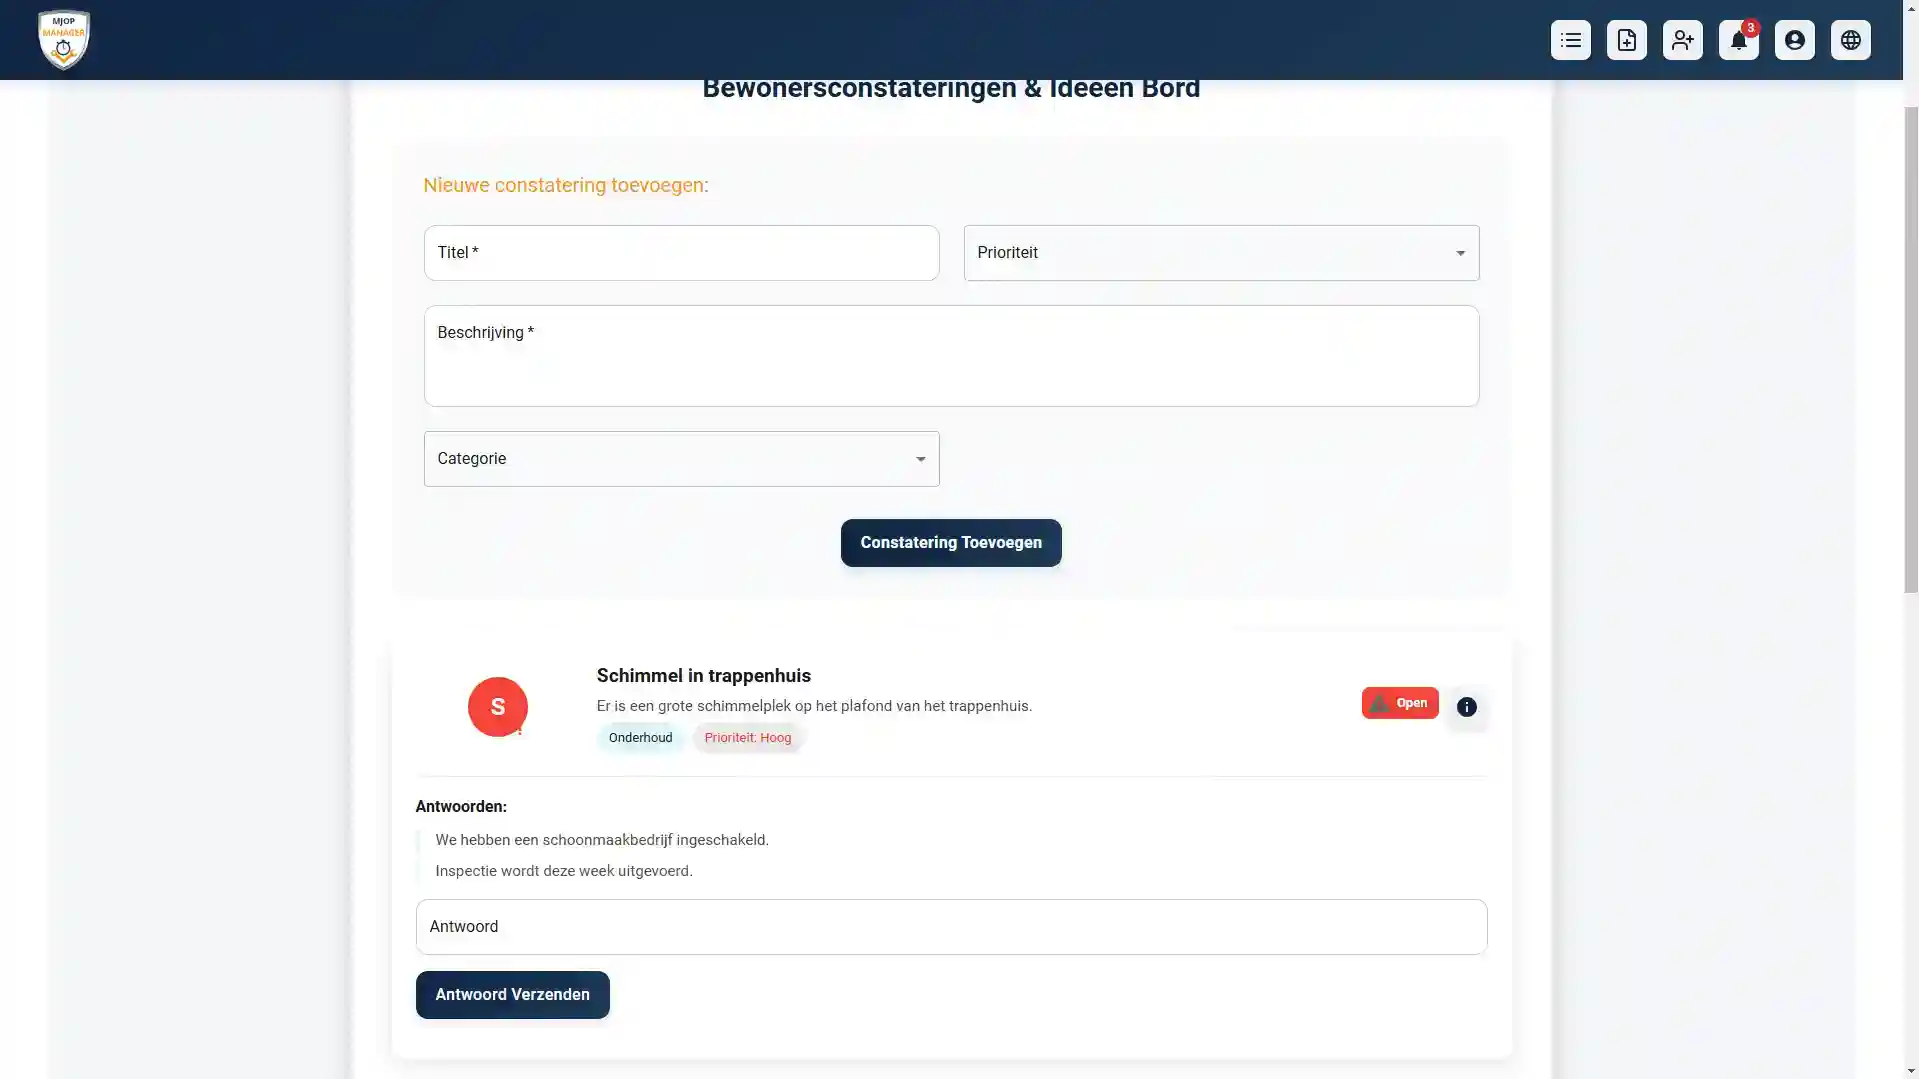 MJOP
MANAGER
3
Bewonersconstateringen & Ideeën Bord
Nieuwe constatering toevoegen:
Titel *
Prioriteit
Beschrijving *
Categorie
Constatering Toevoegen
S
Schimmel in trappenhuis
Er is een grote schimmelplek op het plafond van het trappenhuis.
Onderhoud
Prioriteit: Hoog
Open
Antwoorden:
We hebben een schoonmaakbedrijf ingeschakeld.
Inspectie wordt deze week uitgevoerd.
Antwoord
Antwoord Verzenden